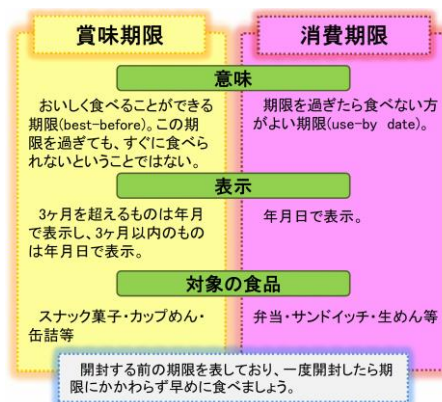 賞味期限
消費期限
意味
おいしく食べることができる
期限(best-before)。この期
限を過ぎても、すぐに食べら
れないということではない。
期限を過ぎたら食べない方
がよい期限(use-by date)。
表示
3ヶ月を超えるものは年月
で表示し、3ヶ月以内のもの
は年月日で表示。
年月日で表示。
対象の食品
スナック菓子・カップめん・
缶詰等
弁当・サンドイッチ・生めん等
開封する前の期限を表しており、一度開封したら期
限にかかわらず早めに食べましょう。